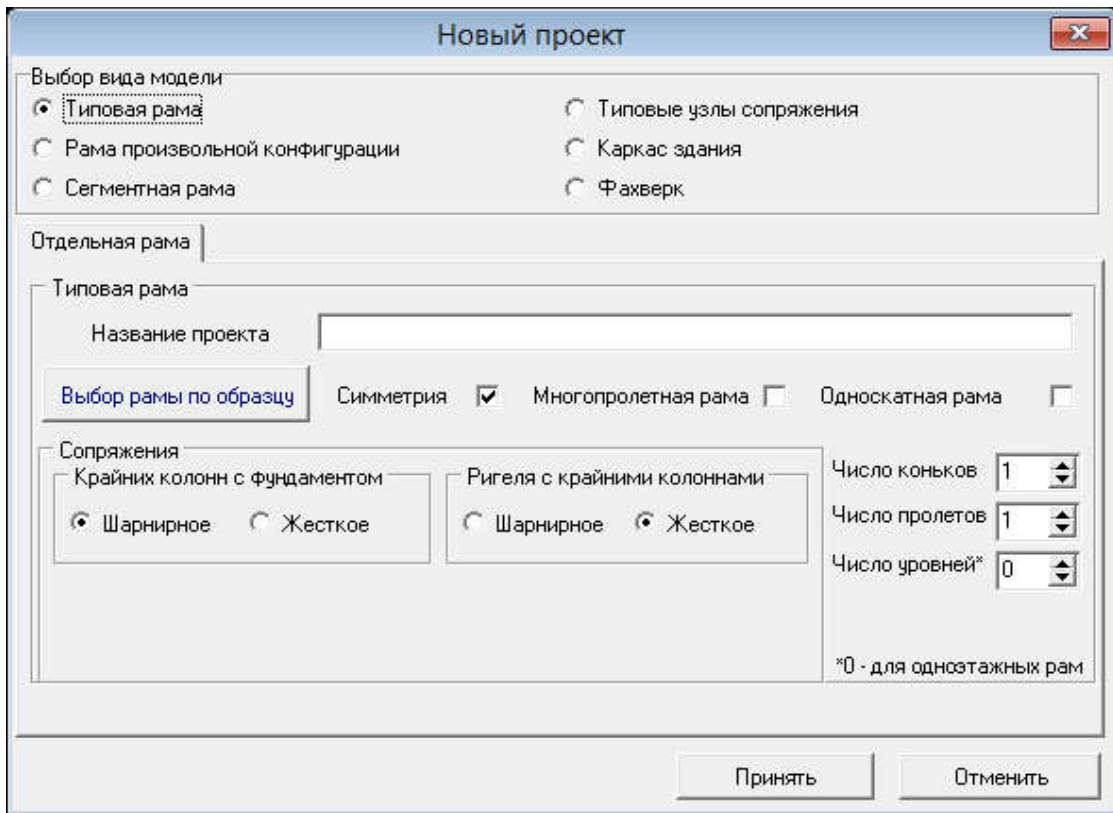 Новый проект
Выбор вида модели
Типовая рама
Типовые узлы сопряжения
Рама произвольной конфигурации
Каркас здания
Сегментная рама
Фахверк
Отдельная рама
Типовая рама
Название проекта
Выбор рамы по образцу
Симметрия
Многопролетная рама
Односкатная рама
Сопряжения
Крайних колонн с фундаментом
Шарнирное
Жесткое
Ригеля с крайними колоннами
Шарнирное
Жесткое
Число коньков 1
Число пролетов 1
Число уровней* 0
*0 - для одноэтажных рам
Принять
Отменить